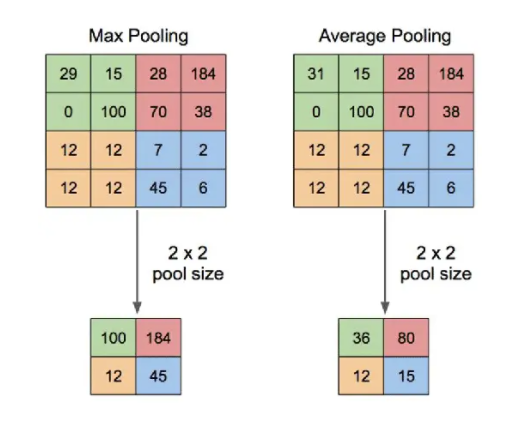 Max Pooling
29 15 28 184
0 100 70 38
12 12 7 2
12 12 45 6
2 x 2
pool size
100 184
12 45
Average Pooling
31 15 28 184
0 100 70 38
12 12 7 2
12 12 45 6
2 x 2
pool size
36 80
12 15